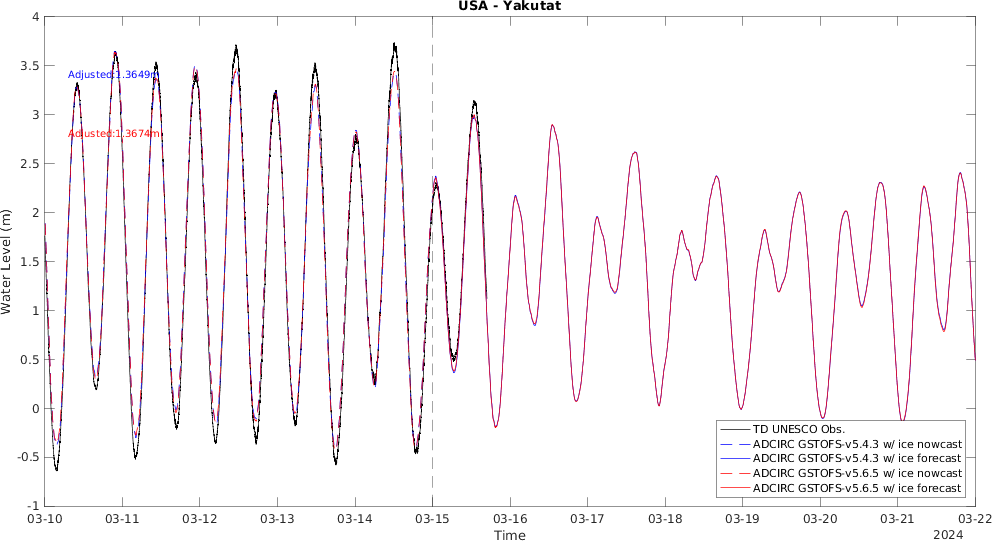 USA - Yakutat
Water Level (m)
4
3.5
3
2.5
2
1.5
1
0.5
0
-0.5
-1
Adjusted:1.3649m
Adjusted:1.3674m
TD UNESCO Obs.
ADCIRC GSTOFS-v5.4.3 w/ ice nowcast
ADCIRC GSTOFS-v5.4.3 w/ ice forecast
ADCIRC GSTOFS-v5.6.5 w/ ice nowcast
ADCIRC GSTOFS-v5.6.5 w/ ice forecast
03-10 03-11 03-12 03-13 03-14 03-15 03-16 03-17 03-18 03-19 03-20 03-21 03-22
Time
2024